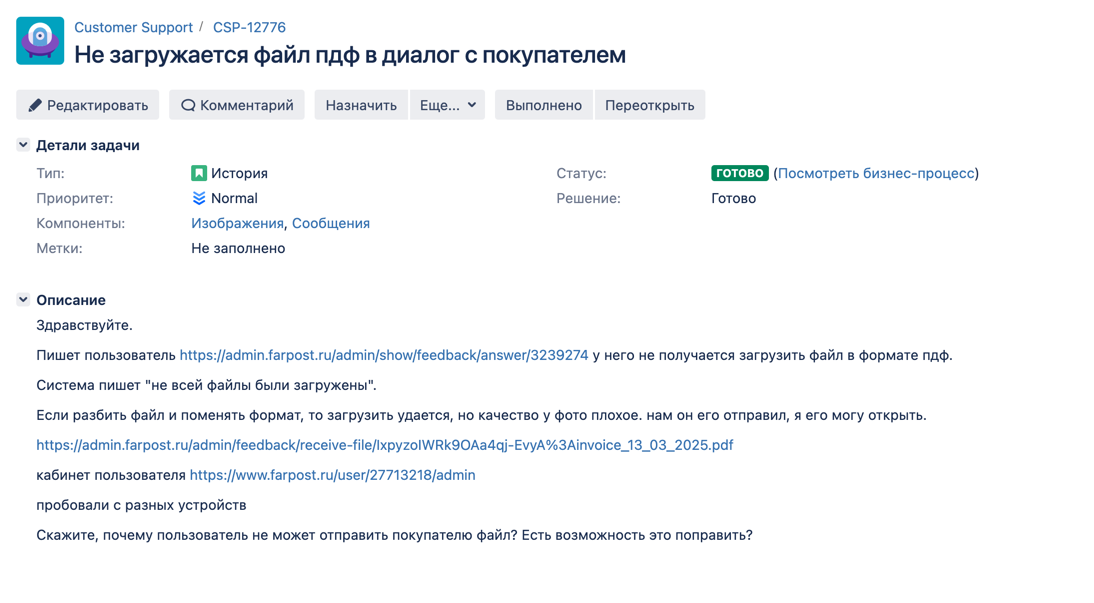 Customer Support / CSP-12776
Не загружается файл пдф в диалог с покупателем
Редактировать Комментарий Назначить Еще... Выполнено Переоткрыть
Детали задачи
Тип: История Статус: ГОТОВО (Посмотреть бизнес-процесс)
Приоритет: Normal Решение: Готово
Компоненты: Изображения, Сообщения
Метки: Не заполнено
Описание
Здравствуйте.
Пишет пользователь https://admin.farpost.ru/admin/show/feedback/answer/3239274 у него не получается загрузить файл в формате пдф.
Система пишет "не всей файлы были загружены".
Если разбить файл и поменять формат, то загрузить удается, но качество у фото плохое. нам он его отправил, я его могу открыть.
https://admin.farpost.ru/admin/feedback/receive-file/IxpyzoIWRk9OAa4qj-EvyA%3Ainvoice_13_03_2025.pdf
кабинет пользователя https://www.farpost.ru/user/27713218/admin
пробовали с разных устройств
Скажите, почему пользователь не может отправить покупателю файл? Есть возможность это поправить?